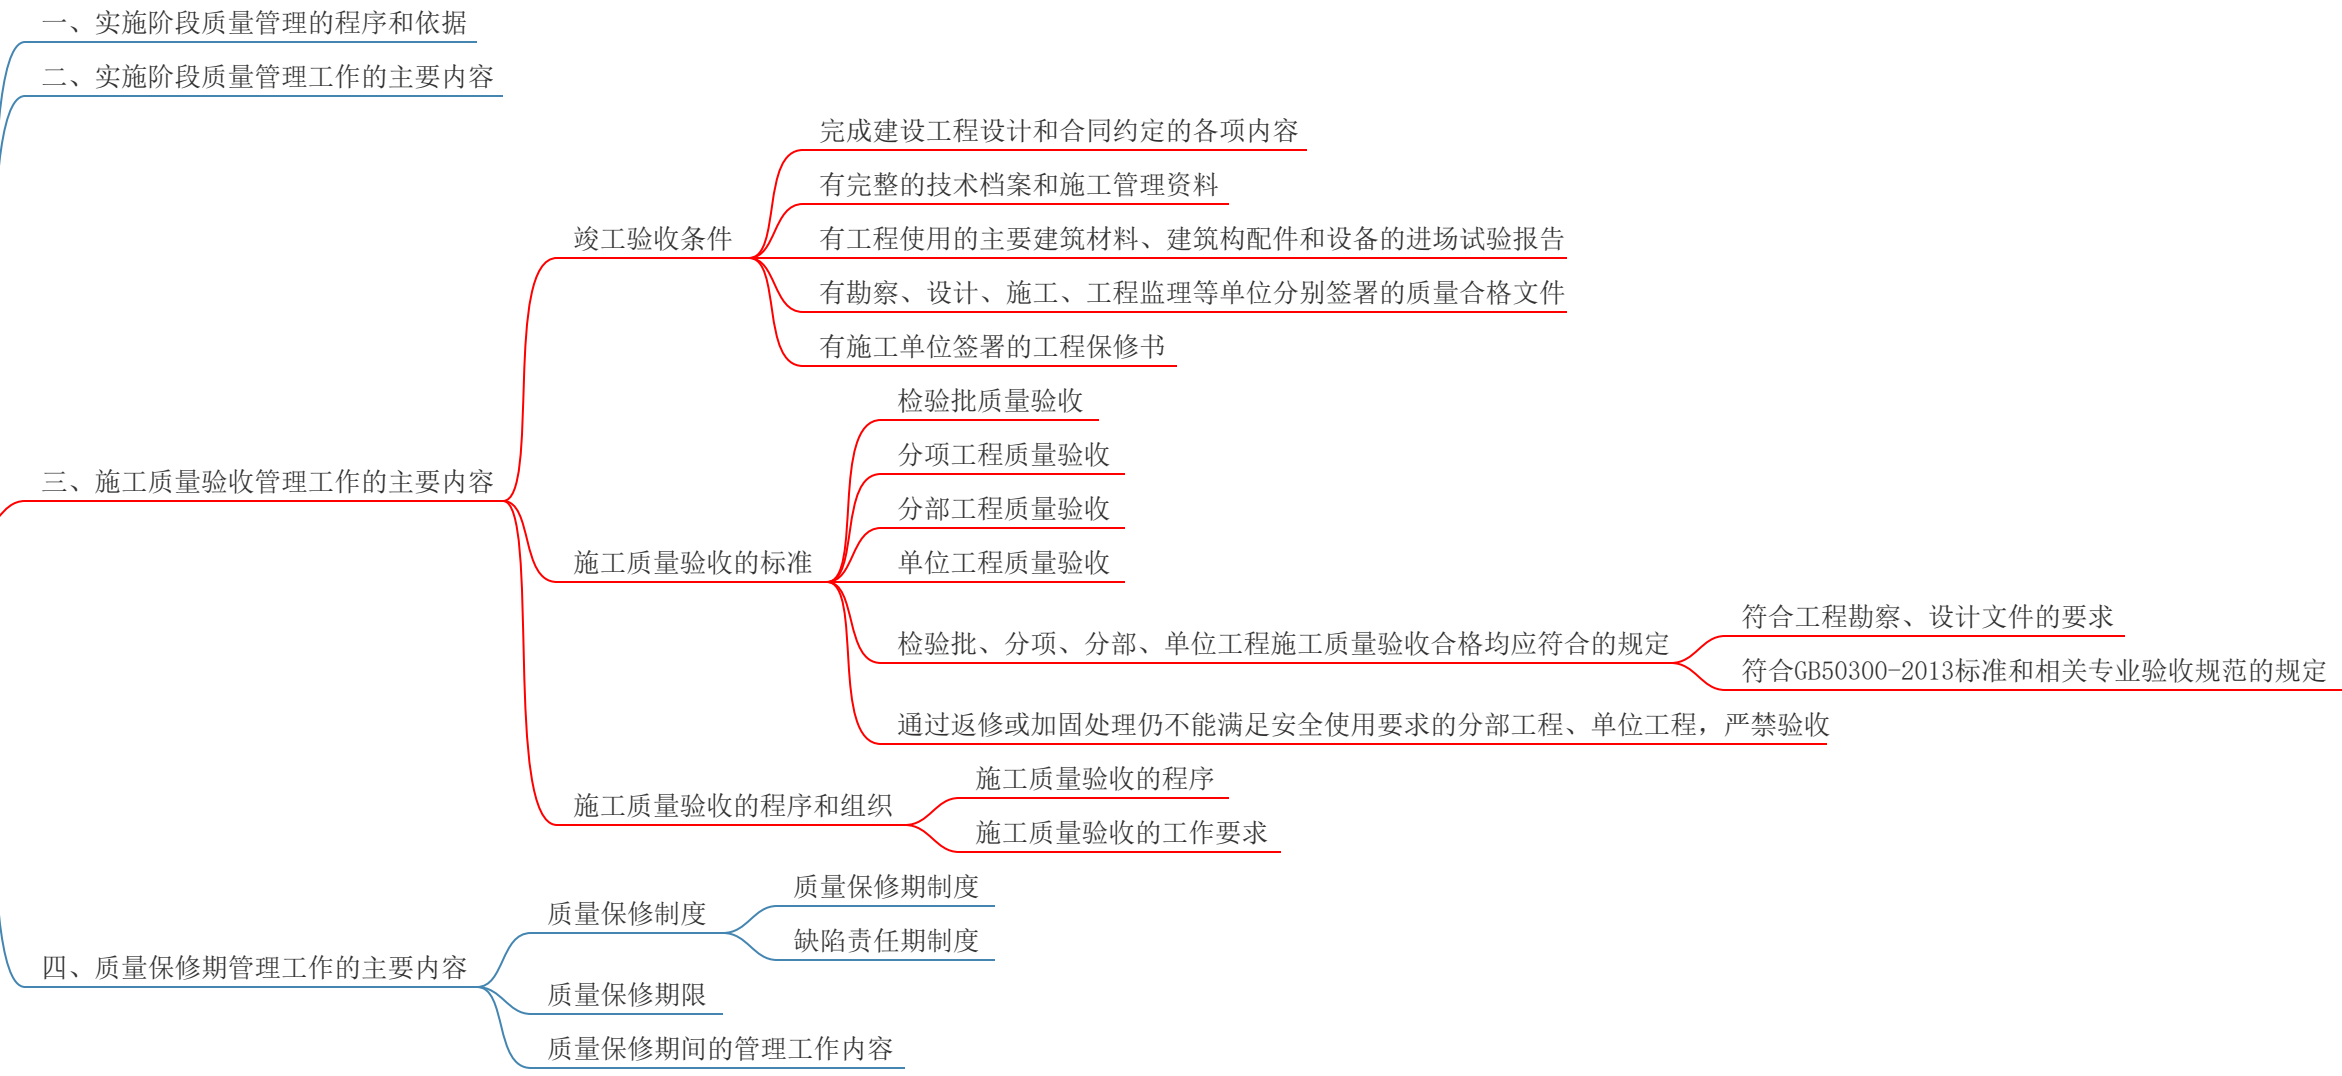 一、实施阶段质量管理的程序和依据
二、实施阶段质量管理工作的主要内容
三、施工质量验收管理工作的主要内容
竣工验收条件
完成建设工程设计和合同约定的各项内容
有完整的技术档案和施工管理资料
有工程使用的主要建筑材料、建筑构配件和设备的进场试验报告
有勘察、设计、施工、工程监理等单位分别签署的质量合格文件
有施工单位签署的工程保修书
施工质量验收的标准
检验批质量验收
分项工程质量验收
分部工程质量验收
单位工程质量验收
检验批、分项、分部、单位工程施工质量验收合格均应符合的规定
符合工程勘察、设计文件的要求
符合GB50300-2013标准和相关专业验收规范的规定
通过返修或加固处理仍不能满足安全使用要求的分部工程、单位工程，严禁验收
施工质量验收的程序和组织
施工质量验收的程序
施工质量验收的工作要求
四、质量保修期管理工作的主要内容
质量保修制度
质量保修期制度
缺陷责任期制度
质量保修期限
质量保修期间的管理工作内容